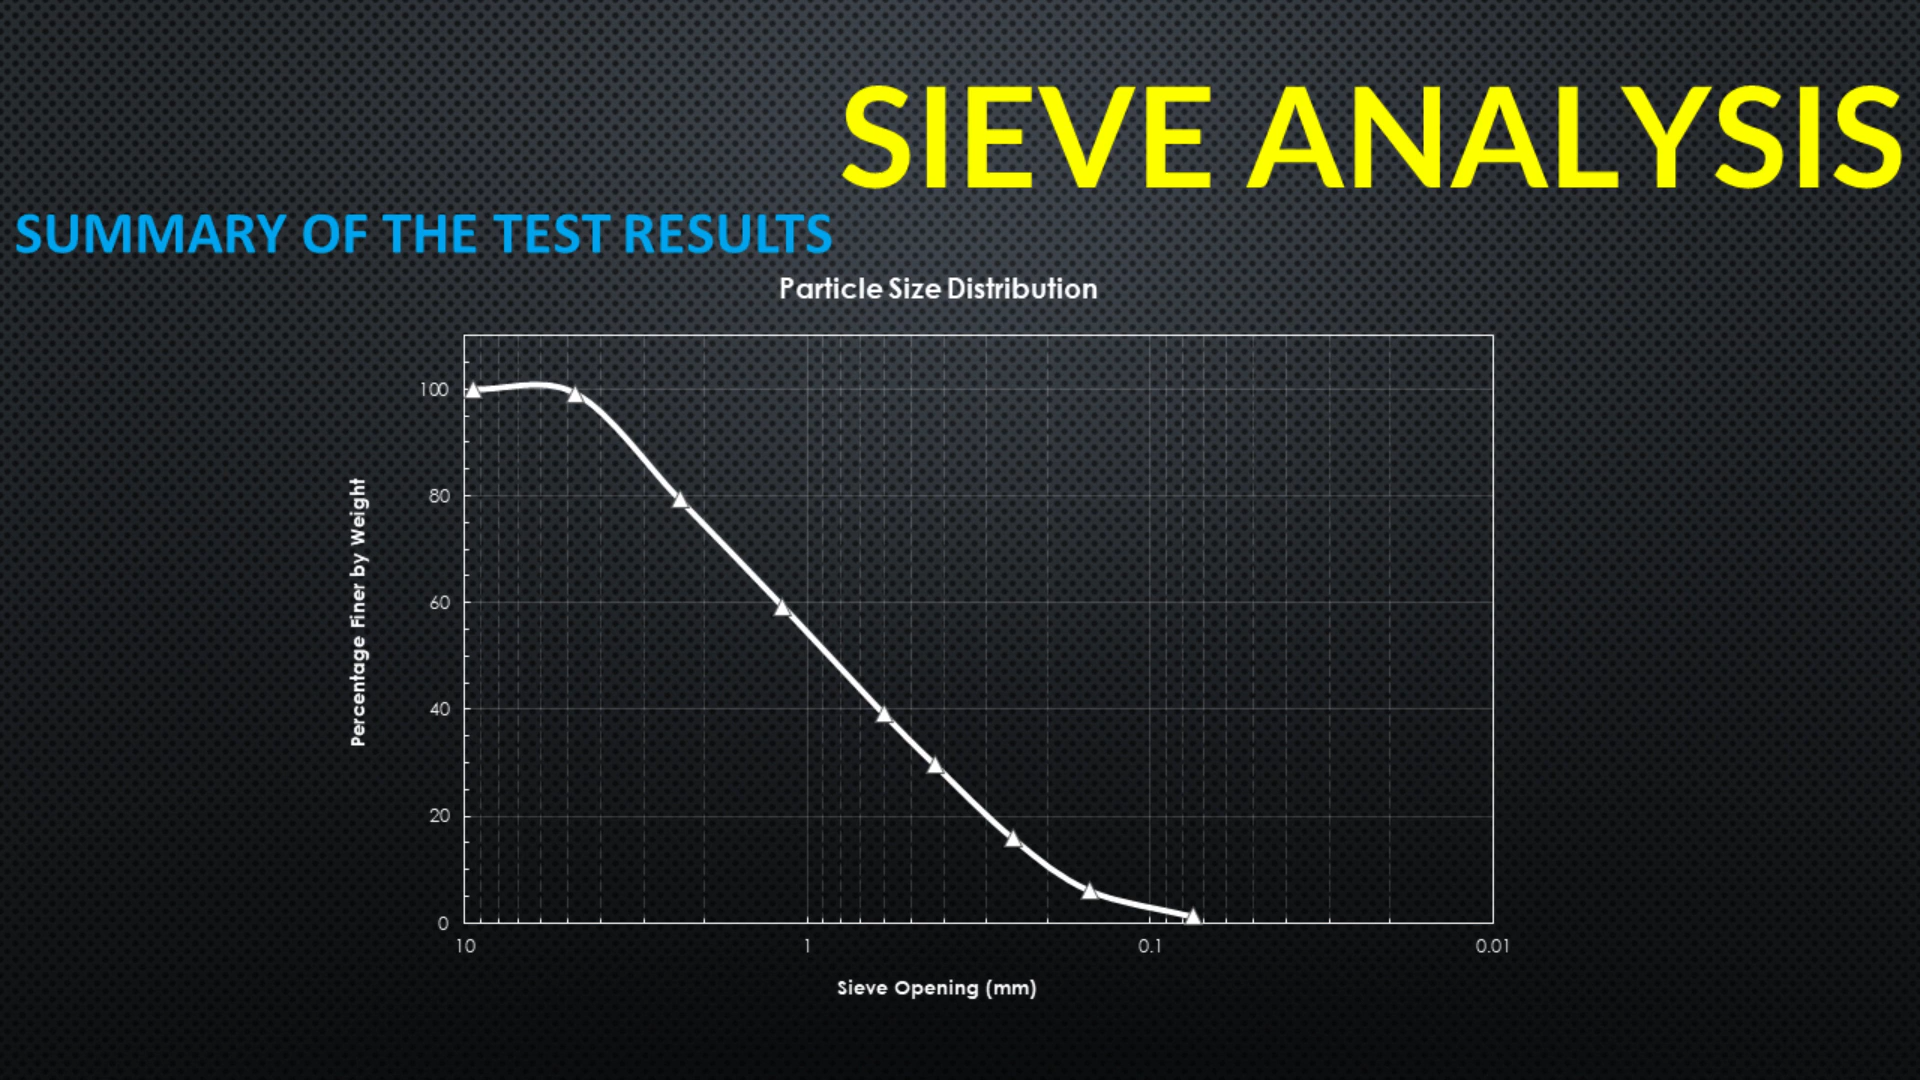 SIEVE ANALYSIS
SUMMARY OF THE TEST RESULTS
Particle Size Distribution
Percentage Finer by Weight
100
80
60
40
20
0
10 1 0.1 0.01
Sieve Opening (mm)